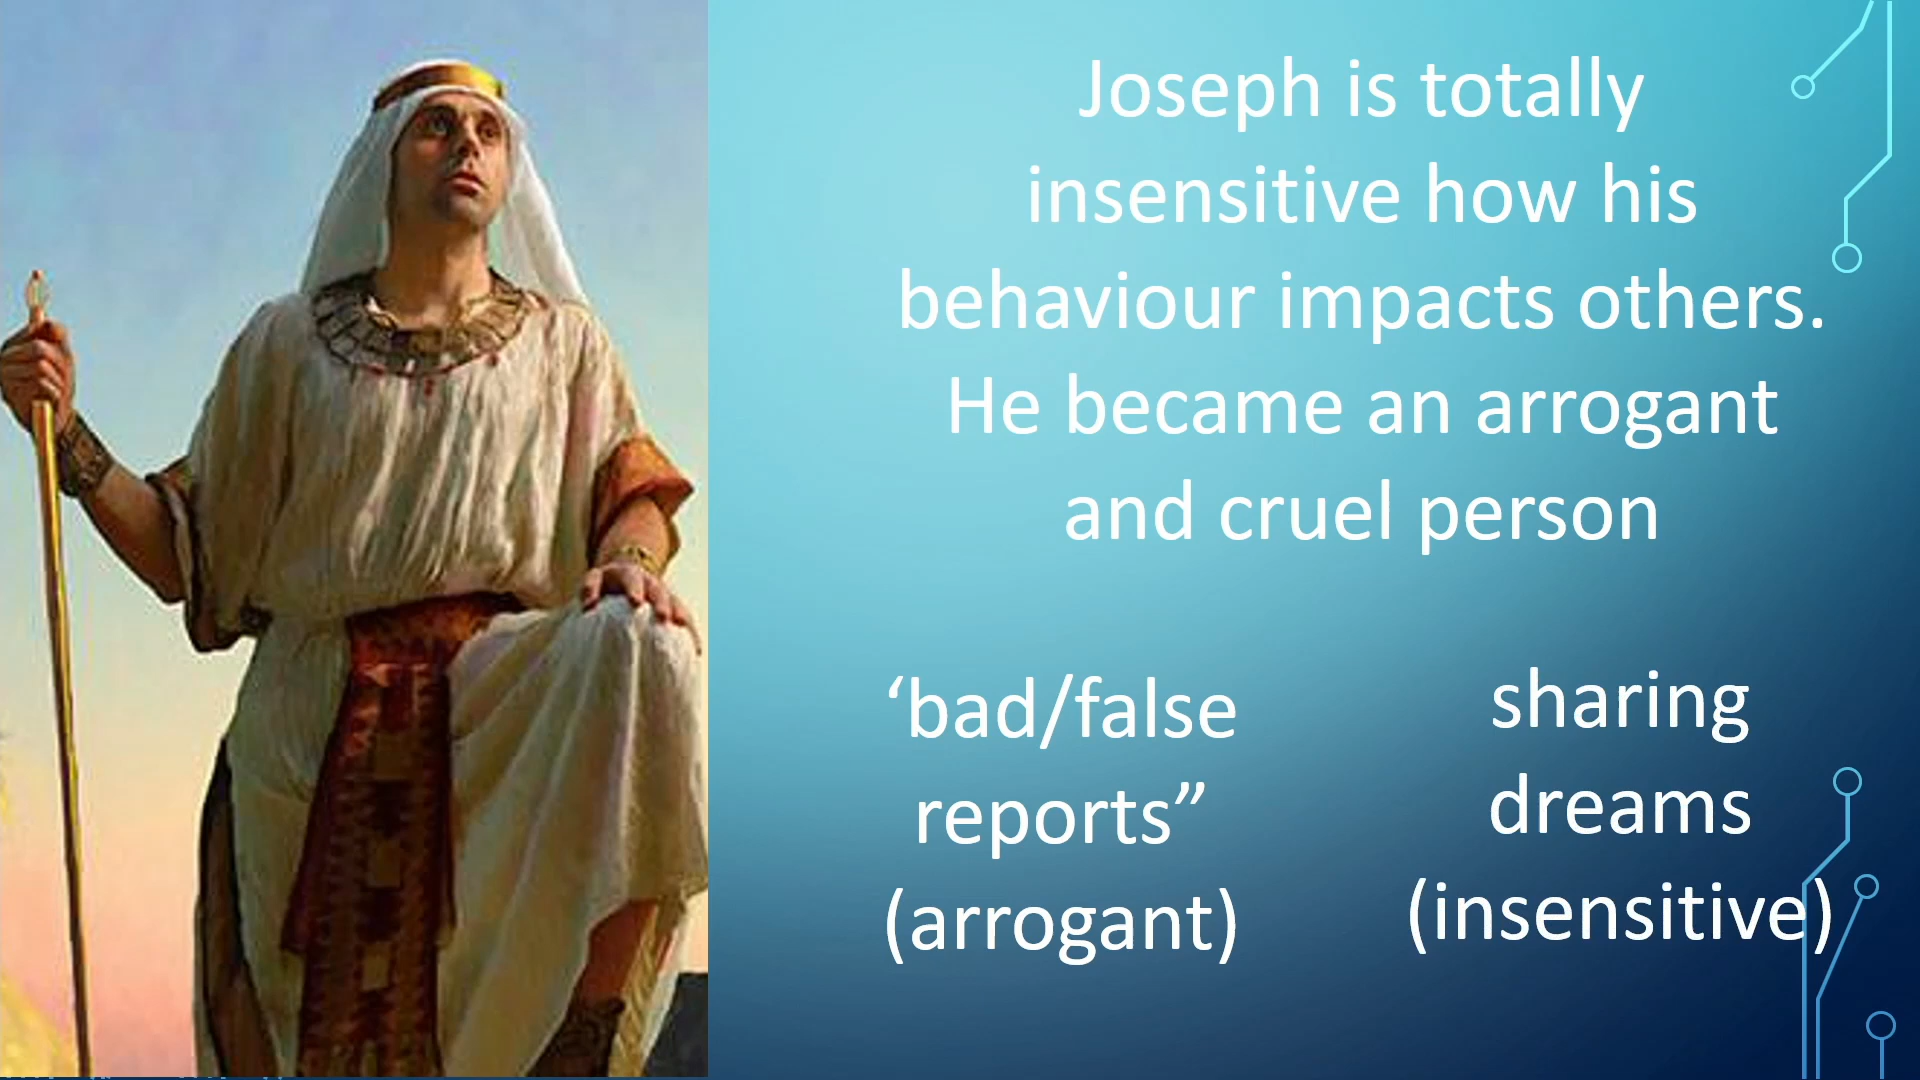 Joseph is totally
insensitive how his
behaviour impacts others.
He became an arrogant
and cruel person
‘bad/false
reports”
(arrogant)
sharing
dreams
(insensitive)